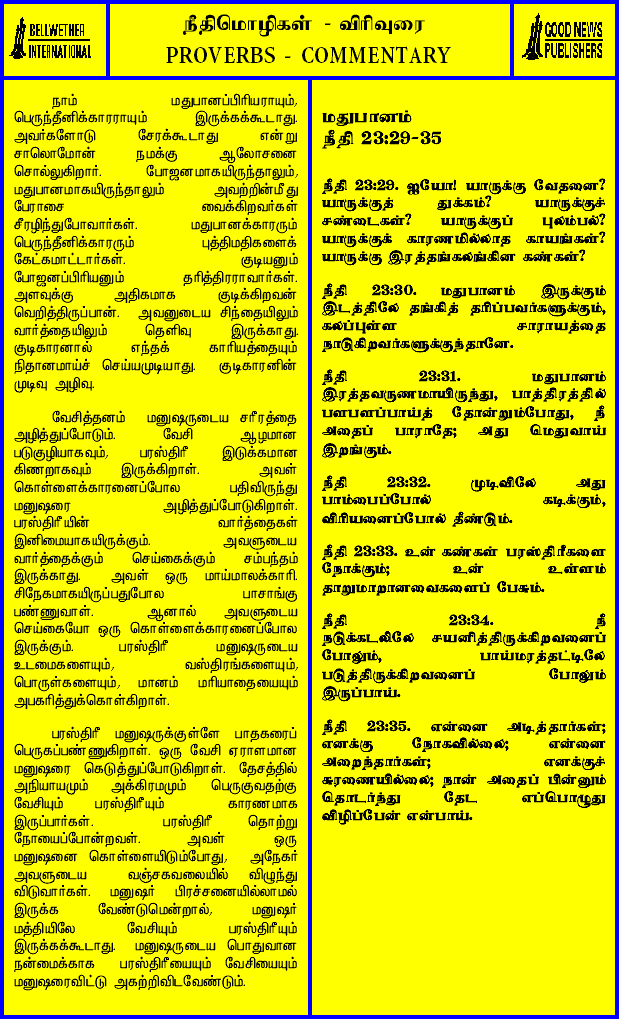 BELLWETHER
INTERNATIONAL
நீதிமொழிகள் - விரிவுரை
PROVERBS - COMMENTARY
GOOD NEWS
PUBLISHERS
நாம் மதுபானப்பிரியராயும்,
பெருந்தீனிக்காரராயும் இருக்கக்கூடாது.
அவர்களோடு சேரக்கூடாது என்று
சாலொமோன் நமக்கு ஆலோசனை
சொல்லுகிறார். போஜனமாகயிருந்தாலும்,
மதுபானமாகயிருந்தாலும் அவற்றின்மீது
பேராசை வைக்கிறவர்கள்
சீரழிந்துபோவார்கள். மதுபானக்காரரும்
பெருந்தீனிக்காரரும் புத்திமதிகளைக்
கேட்கமாட்டார்கள். குடியனும்
போஜனப்பிரியனும் தரித்திரராவார்கள்.
அளவுக்கு அதிகமாக குடிக்கிறவன்
வெறித்திருப்பான். அவனுடைய சிந்தையிலும்
வார்த்தையிலும் தெளிவு இருக்காது.
குடிகாரனால் எந்தக் காரியத்தையும்
நிதானமாய்ச் செய்யமுடியாது. குடிகாரனின்
முடிவு அழிவு.
வேசித்தனம் மனுஷருடைய சரீரத்தை
அழித்துப்போடும். வேசி ஆழமான
படுகுழியாகவும், பரஸ்திரீ இடுக்கமான
கிணறாகவும் இருக்கிறாள். அவள்
கொள்ளைக்காரனைப்போல பதிவிருந்து
மனுஷரை அழித்துப்போடுகிறாள்.
பரஸ்திரீயின் வார்த்தைகள்
இனிமையாகயிருக்கும். அவளுடைய
வார்த்தைக்கும் செய்கைக்கும் சம்பந்தம்
இருக்காது. அவள் ஒரு மாய்மாலக்காரி.
சிநேகமாகயிருப்பதுபோல பாசாங்கு
பண்ணுவாள். ஆனால் அவளுடைய
செய்கையோ ஒரு கொள்ளைக்காரனைப்போல
இருக்கும். பரஸ்திரீ மனுஷருடைய
உடமைகளையும், வஸ்திரங்களையும்,
பொருள்களையும், மானம் மரியாதையையும்
அபகரித்துக்கொள்கிறாள்.
பரஸ்திரீ மனுஷருக்குள்ளே பாதகரைப்
பெருகப்பண்ணுகிறாள். ஒரு வேசி ஏராளமான
மனுஷரை கெடுத்துப்போடுகிறாள். தேசத்தில்
அநியாயமும் அக்கிரமமும் பெருகுவதற்கு
வேசியும் பரஸ்திரீயும் காரணமாக
இருப்பார்கள். பரஸ்திரீ தொற்று
நோயைப்போன்றவள். அவள் ஒரு
மனுஷனை கொள்ளையிடும்போது, அநேகர்
அவளுடைய வஞ்சகவலையில் விழுந்து
விடுவார்கள். மனுஷர் பிரச்சனையில்லாமல்
இருக்க வேண்டுமென்றால், மனுஷர்
மத்தியிலே வேசியும் பரஸ்திரீயும்
இருக்கக்கூடாது. மனுஷருடைய பொதுவான
நன்மைக்காக பரஸ்திரீயையும் வேசியையும்
மனுஷரைவிட்டு அகற்றிவிடவேண்டும்.
மதுபானம்
நீதி 23:29-35
நீதி 23:29. ஐயோ! யாருக்கு வேதனை?
யாருக்குத் துக்கம்? யாருக்குச்
சண்டைகள்? யாருக்குப் புலம்பல்?
யாருக்குக் காரணமில்லாத காயங்கள்?
யாருக்கு இரத்தங்கலங்கின கண்கள்?
நீதி 23:30. மதுபானம் இருக்கும்
இடத்திலே தங்கித் தரிப்பவர்களுக்கும்,
கலப்புள்ள சாராயத்தை
நாடுகிறவர்களுக்குந்தானே.
நீதி 23:31. மதுபானம்
இரத்தவருணமாயிருந்து, பாத்திரத்தில்
பளபளப்பாய்த் தோன்றும்போது, நீ
அதைப் பாராதே; அது மெதுவாய்
இறங்கும்.
நீதி 23:32. முடிவிலே அது
பாம்பைப்போல் கடிக்கும்,
விரியனைப்போல் தீண்டும்.
நீதி 23:33. உன் கண்கள் பரஸ்திரீகளை
நோக்கும்; உன் உள்ளம்
தாறுமாறானவைகளைப் பேசும்.
நீதி 23:34. நீ
நடுக்கடலிலே சயனித்திருக்கிறவனைப்
போலும், பாய்மரத்தட்டிலே
படுத்திருக்கிறவனைப் போலும்
இருப்பாய்.
நீதி 23:35. என்னை அடித்தார்கள்;
எனக்கு நோகவில்லை; என்னை
அறைந்தார்கள்; எனக்குச்
சுரணையில்லை; நான் அதைப் பின்னும்
தொடர்ந்து தேட எப்பொழுது
விழிப்பேன் என்பாய்.